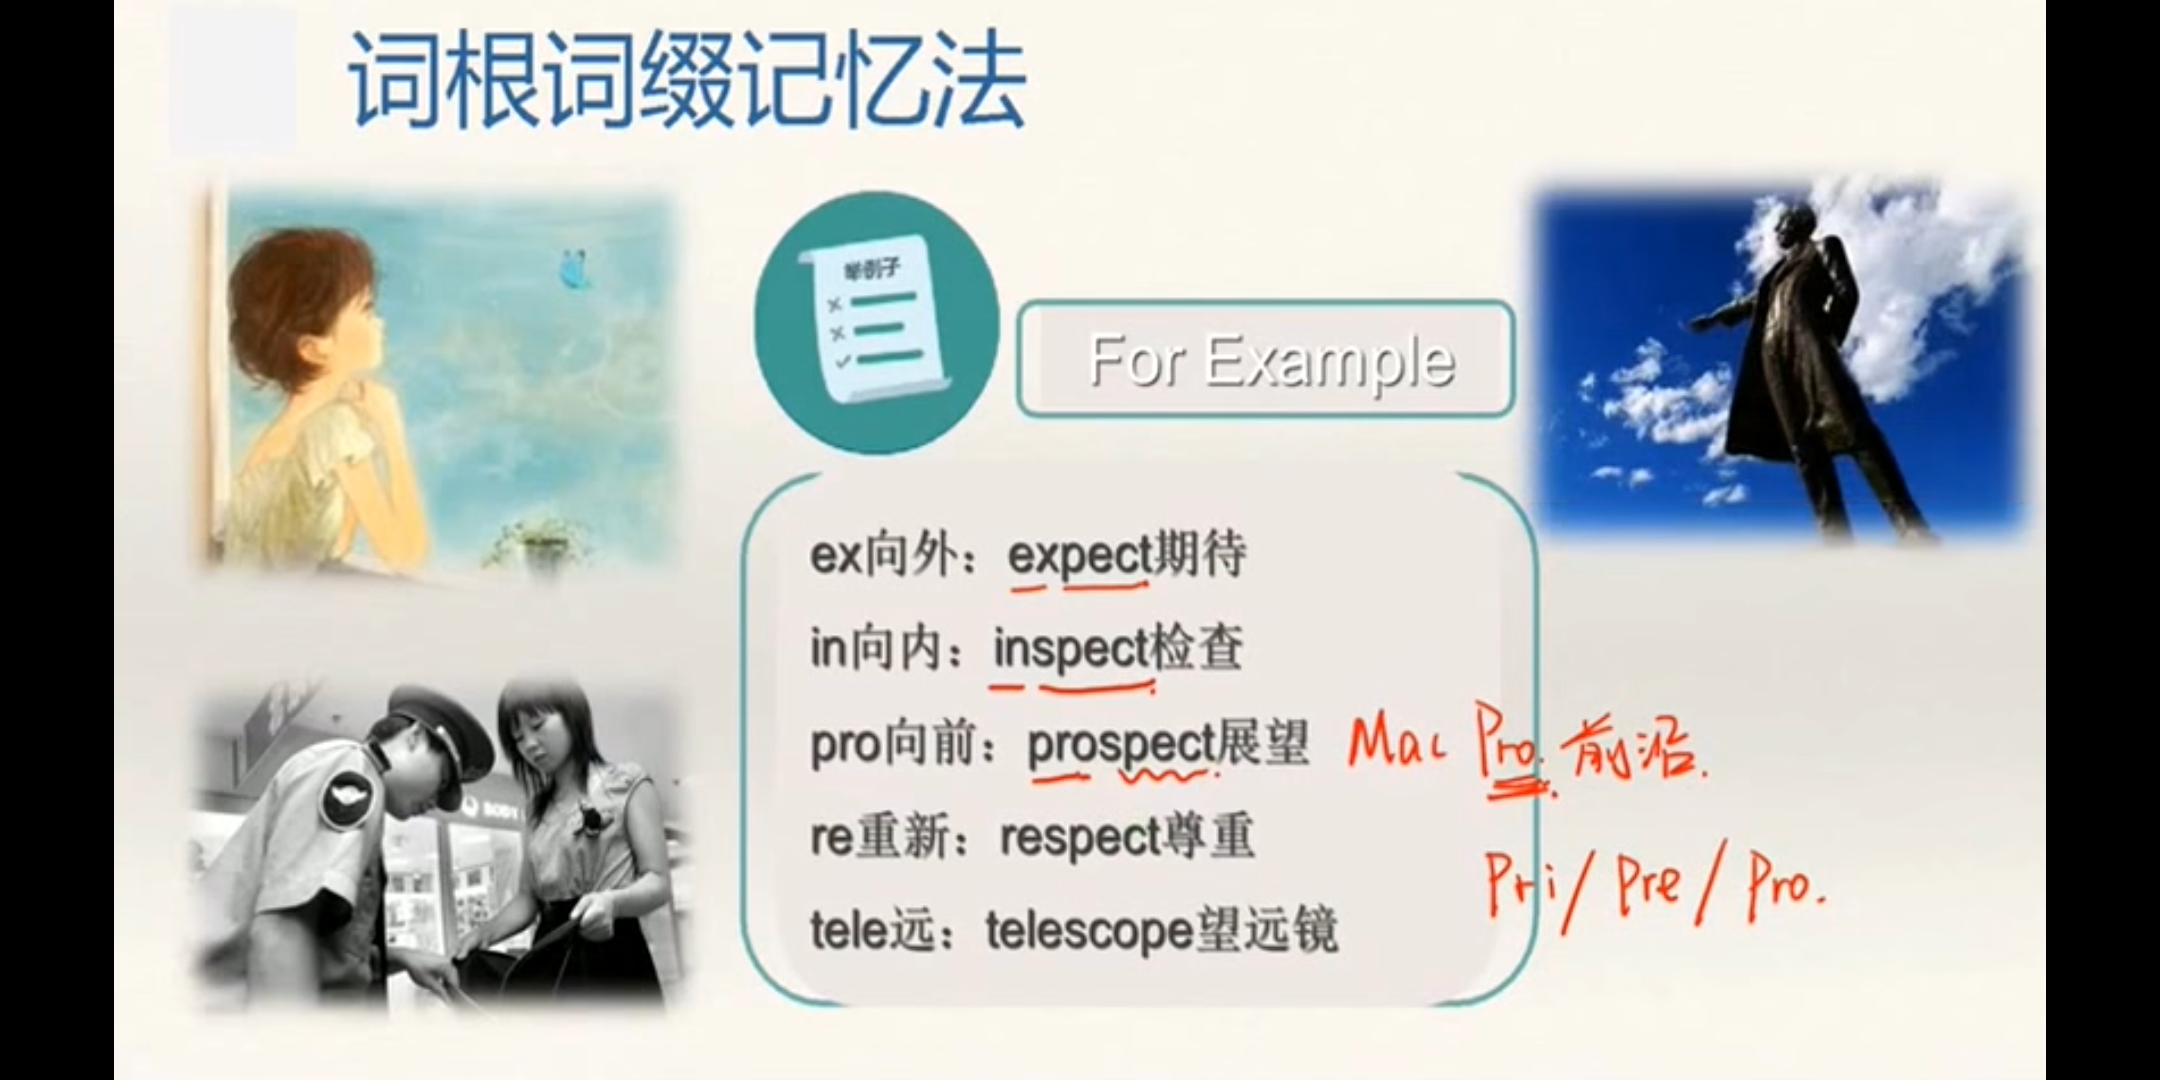 词根词缀记忆法
举例子
For Example
ex向外：expect期待
in向内：inspect检查
pro向前：prospect展望 Mac Pro. 前沿.
re重新：respect尊重
Pri/Pre/Pro.
tele远：telescope望远镜
BODY